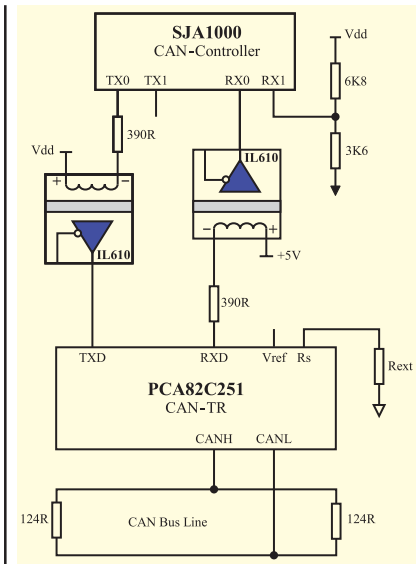 SJA1000
CAN-Controller
TX0 TX1 RX0 RX1
Vdd
6K8
3K6
390R
Vdd
IL610
+ −
IL610
− +
+5V
390R
TXD RXD Vref Rs
Rext
PCA82C251
CAN-TR
CANH CANL
124R
CAN Bus Line
124R